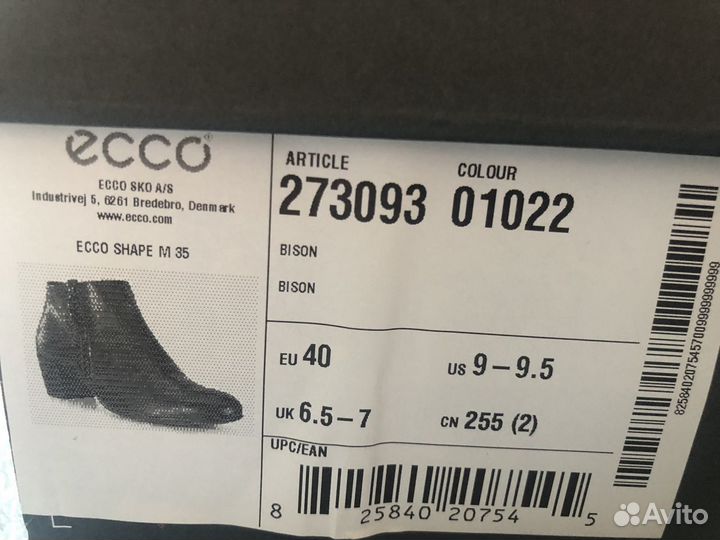 ecco®
ECCO SKO A/S
Industrivej 5, 6261 Bredebro, Denmark
www.ecco.com
ECCO SHAPE M 35
ARTICLE
273093
COLOUR
01022
BISON
BISON
EU 40
US 9-9.5
UK 6.5-7
CN 255 (2)
UPC/EAN
8 25840 20754 5
Avito